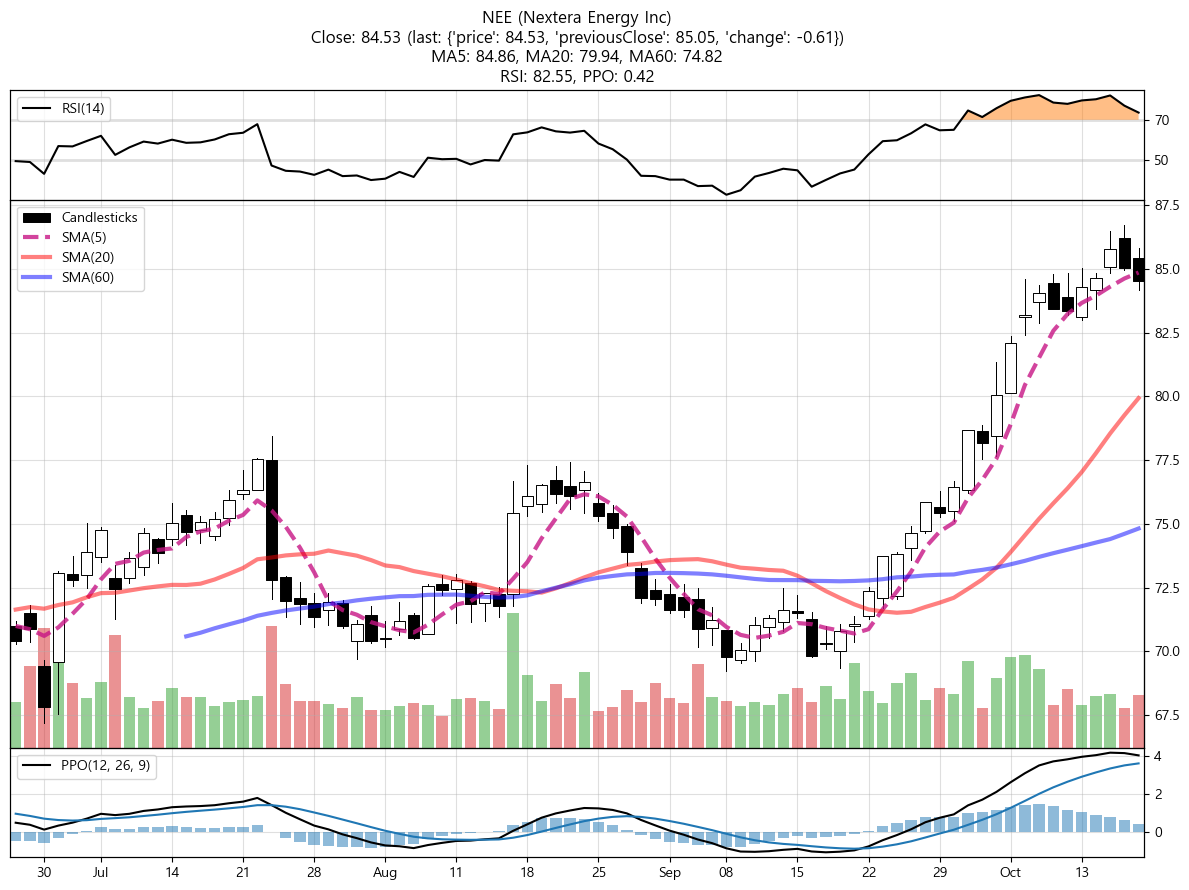 NEE (Nextera Energy Inc)
Close: 84.53 (last: {'price': 84.53, 'previousClose': 85.05, 'change': -0.61})
MA5: 84.86, MA20: 79.94, MA60: 74.82
RSI: 82.55, PPO: 0.42
RSI(14)
70
50
Candlesticks
SMA(5)
SMA(20)
SMA(60)
87.5
85.0
82.5
80.0
77.5
75.0
72.5
70.0
67.5
PPO(12, 26, 9)
4
2
0
30 Jul 14 21 28 Aug 11 18 25 Sep 08 15 22 29 Oct 13